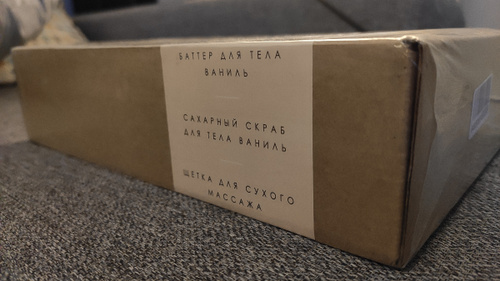 БАТТЕР ДЛЯ ТЕЛА
ВАНИЛЬ
САХАРНЫЙ СКРАБ
ДЛЯ ТЕЛА ВАНИЛЬ
ЩЕТКА ДЛЯ СУХОГО
МАССАЖА